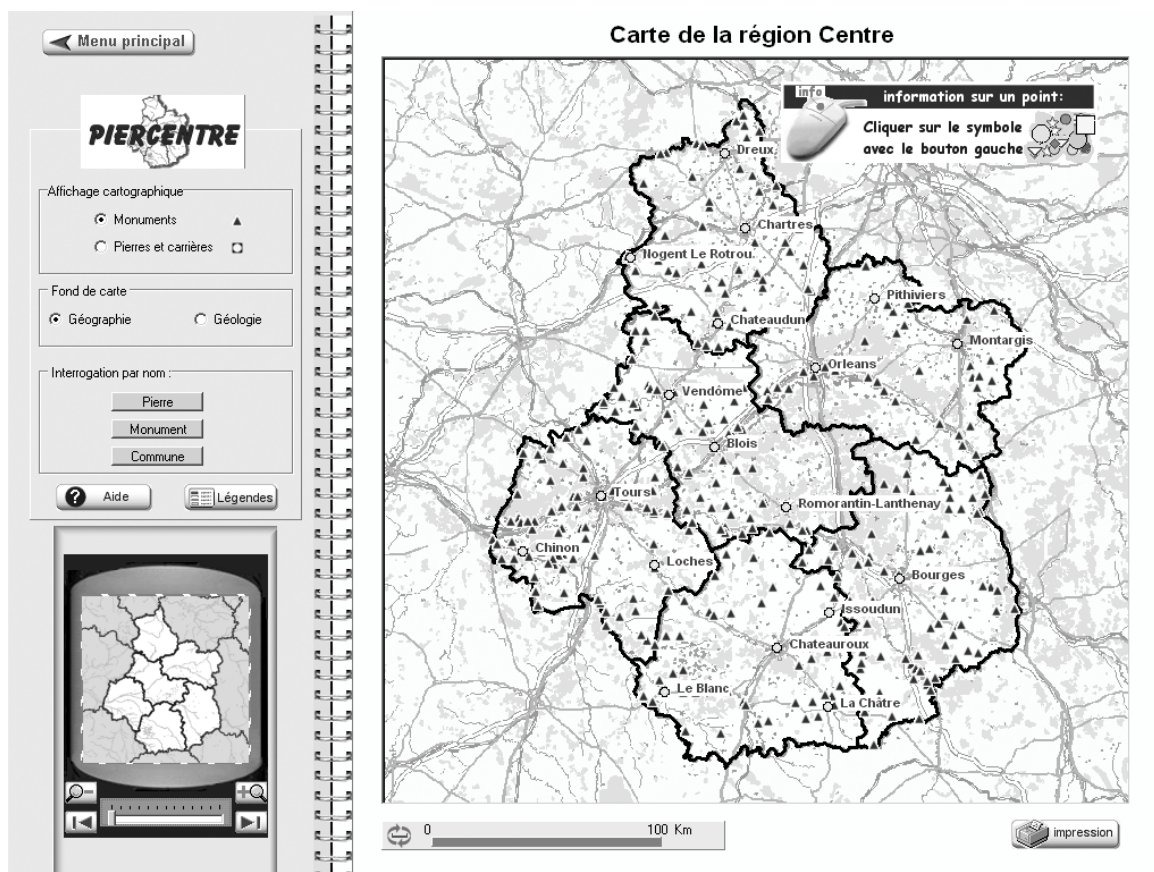 Menu principal
PIERCENTRE
Affichage cartographique
Monuments
Pierres et carrières
Fond de carte
Géographie
Géologie
Interrogation par nom :
Pierre
Monument
Commune
Aide
Légendes
Carte de la région Centre
info
information sur un point:
Cliquer sur le symbole
avec le bouton gauche
Dreux
Chartres
Nogent Le Rotrou
Pithiviers
Chateaudun
Montargis
Orleans
Vendôme
Blois
Tours
Romorantin-Lanthenay
Chinon
Loches
Bourges
Issoudun
Chateauroux
Le Blanc
La Châtre
0 100 Km
impression